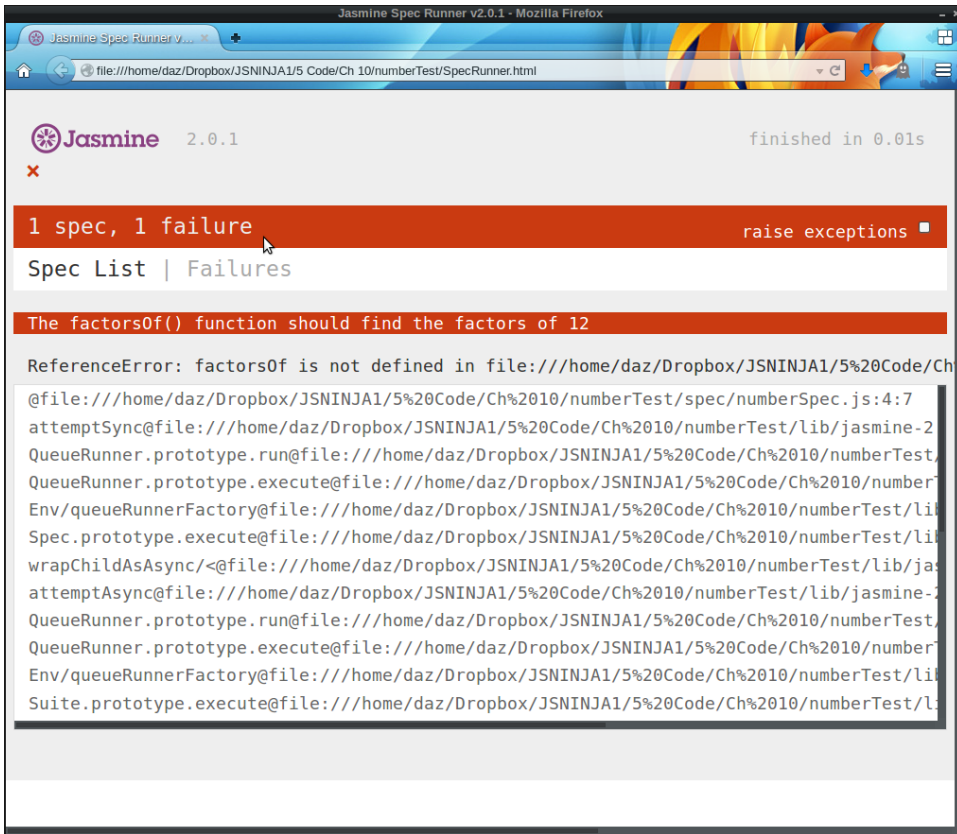 Jasmine Spec Runner v2.0.1 - Mozilla Firefox
Jasmine Spec Runner v...
file:///home/daz/Dropbox/JSNINJA1/5 Code/Ch 10/numberTest/SpecRunner.html
Jasmine 2.0.1 finished in 0.01s
1 spec, 1 failure raise exceptions
Spec List | Failures
The factorsOf() function should find the factors of 12
ReferenceError: factorsOf is not defined in file:///home/daz/Dropbox/JSNINJA1/5%20Code/Ch
@file:///home/daz/Dropbox/JSNINJA1/5%20Code/Ch%2010/numberTest/spec/numberSpec.js:4:7
attemptSync@file:///home/daz/Dropbox/JSNINJA1/5%20Code/Ch%2010/numberTest/lib/jasmine-2
QueueRunner.prototype.run@file:///home/daz/Dropbox/JSNINJA1/5%20Code/Ch%2010/numberTest/
QueueRunner.prototype.execute@file:///home/daz/Dropbox/JSNINJA1/5%20Code/Ch%2010/numberT
Env/queueRunnerFactory@file:///home/daz/Dropbox/JSNINJA1/5%20Code/Ch%2010/numberTest/lib
Spec.prototype.execute@file:///home/daz/Dropbox/JSNINJA1/5%20Code/Ch%2010/numberTest/lib
wrapChildAsAsync/<@file:///home/daz/Dropbox/JSNINJA1/5%20Code/Ch%2010/numberTest/lib/jas
attemptAsync@file:///home/daz/Dropbox/JSNINJA1/5%20Code/Ch%2010/numberTest/lib/jasmine-2
QueueRunner.prototype.run@file:///home/daz/Dropbox/JSNINJA1/5%20Code/Ch%2010/numberTest/
QueueRunner.prototype.execute@file:///home/daz/Dropbox/JSNINJA1/5%20Code/Ch%2010/numberT
Env/queueRunnerFactory@file:///home/daz/Dropbox/JSNINJA1/5%20Code/Ch%2010/numberTest/lib
Suite.prototype.execute@file:///home/daz/Dropbox/JSNINJA1/5%20Code/Ch%2010/numberTest/li